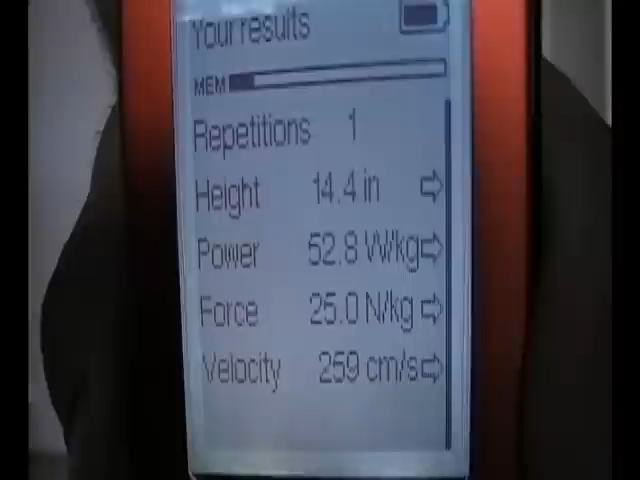 Your results
MEM
Repetitions 1
Height 14.4 in
Power 52.8 W/kg
Force 25.0 N/kg
Velocity 259 cm/s